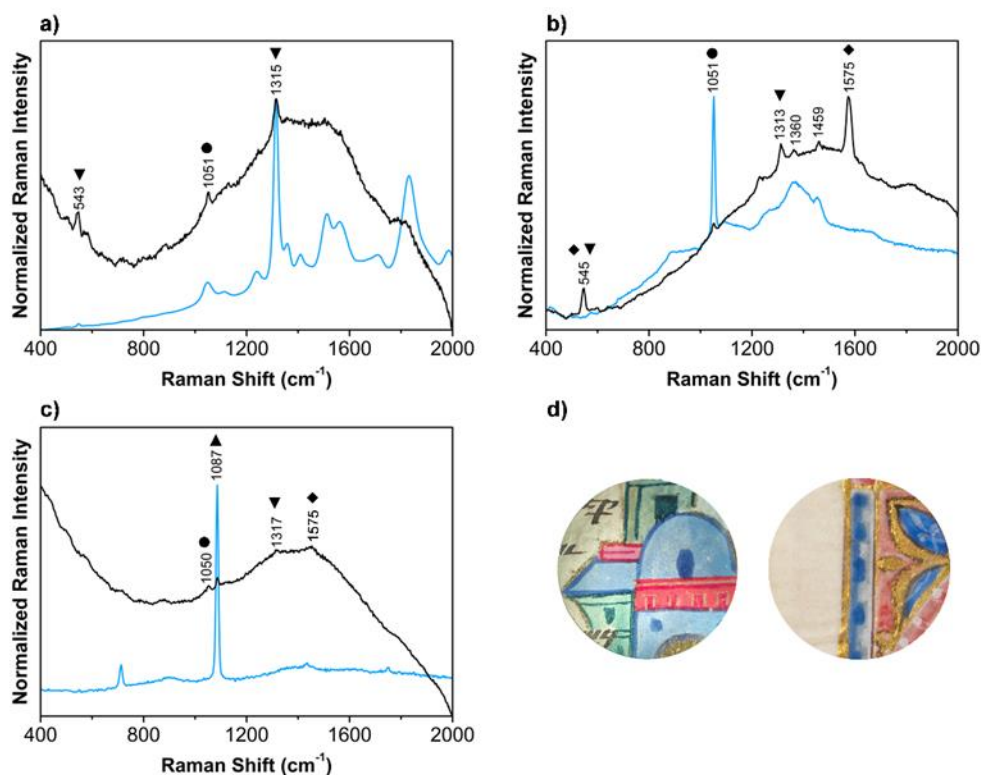 a)
Normalized Raman Intensity
543
1051
1315
400 800 1200 1600 2000
Raman Shift (cm-1)
b)
Normalized Raman Intensity
545
1051
1313
1360
1459
1575
400 800 1200 1600 2000
Raman Shift (cm-1)
c)
Normalized Raman Intensity
1050
1087
1317
1575
400 800 1200 1600 2000
Raman Shift (cm-1)
d)